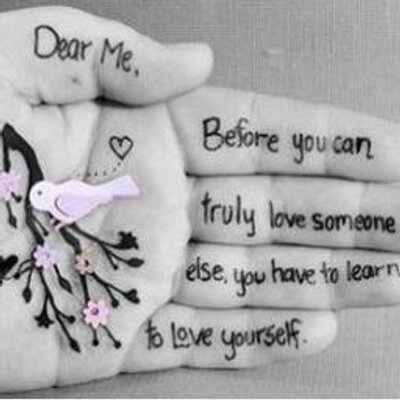 Dear Me,
Before you can
truly love someone
else, you have to learn
to Love yourself.